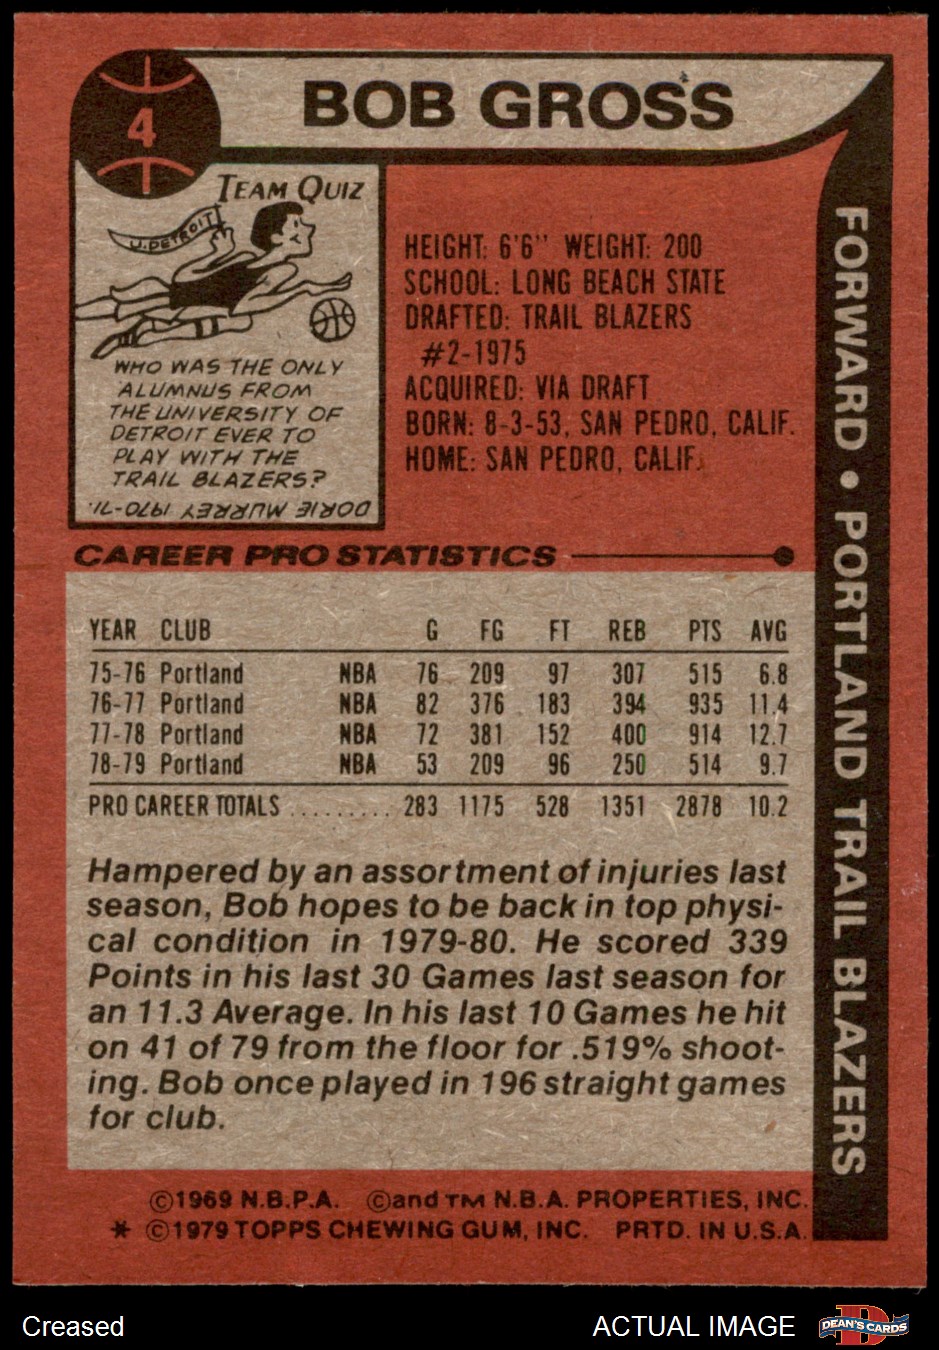 4
BOB GROSS
TEAM QUIZ
U. DETROIT
WHO WAS THE ONLY
ALUMNUS FROM
THE UNIVERSITY OF
DETROIT EVER TO
PLAY WITH THE
TRAIL BLAZERS?
DORIE MURREY 1970-71.
HEIGHT: 6'6" WEIGHT: 200
SCHOOL: LONG BEACH STATE
DRAFTED: TRAIL BLAZERS
#2-1975
ACQUIRED: VIA DRAFT
BORN: 8-3-53, SAN PEDRO, CALIF.
HOME: SAN PEDRO, CALIF.
FORWARD • PORTLAND TRAIL BLAZERS
CAREER PRO STATISTICS
YEAR CLUB G FG FT REB PTS AVG
75-76 Portland NBA 76 209 97 307 515 6.8
76-77 Portland NBA 82 376 183 394 935 11.4
77-78 Portland NBA 72 381 152 400 914 12.7
78-79 Portland NBA 53 209 96 250 514 9.7
PRO CAREER TOTALS ......... 283 1175 528 1351 2878 10.2
Hampered by an assortment of injuries last
season, Bob hopes to be back in top physi-
cal condition in 1979-80. He scored 339
Points in his last 30 Games last season for
an 11.3 Average. In his last 10 Games he hit
on 41 of 79 from the floor for .519% shoot-
ing. Bob once played in 196 straight games
for club.
©1969 N.B.P.A. ©and TM N.B.A. PROPERTIES, INC.
* ©1979 TOPPS CHEWING GUM, INC. PRTD. IN U.S.A.
Creased
ACTUAL IMAGE
D
DEAN'S CARDS